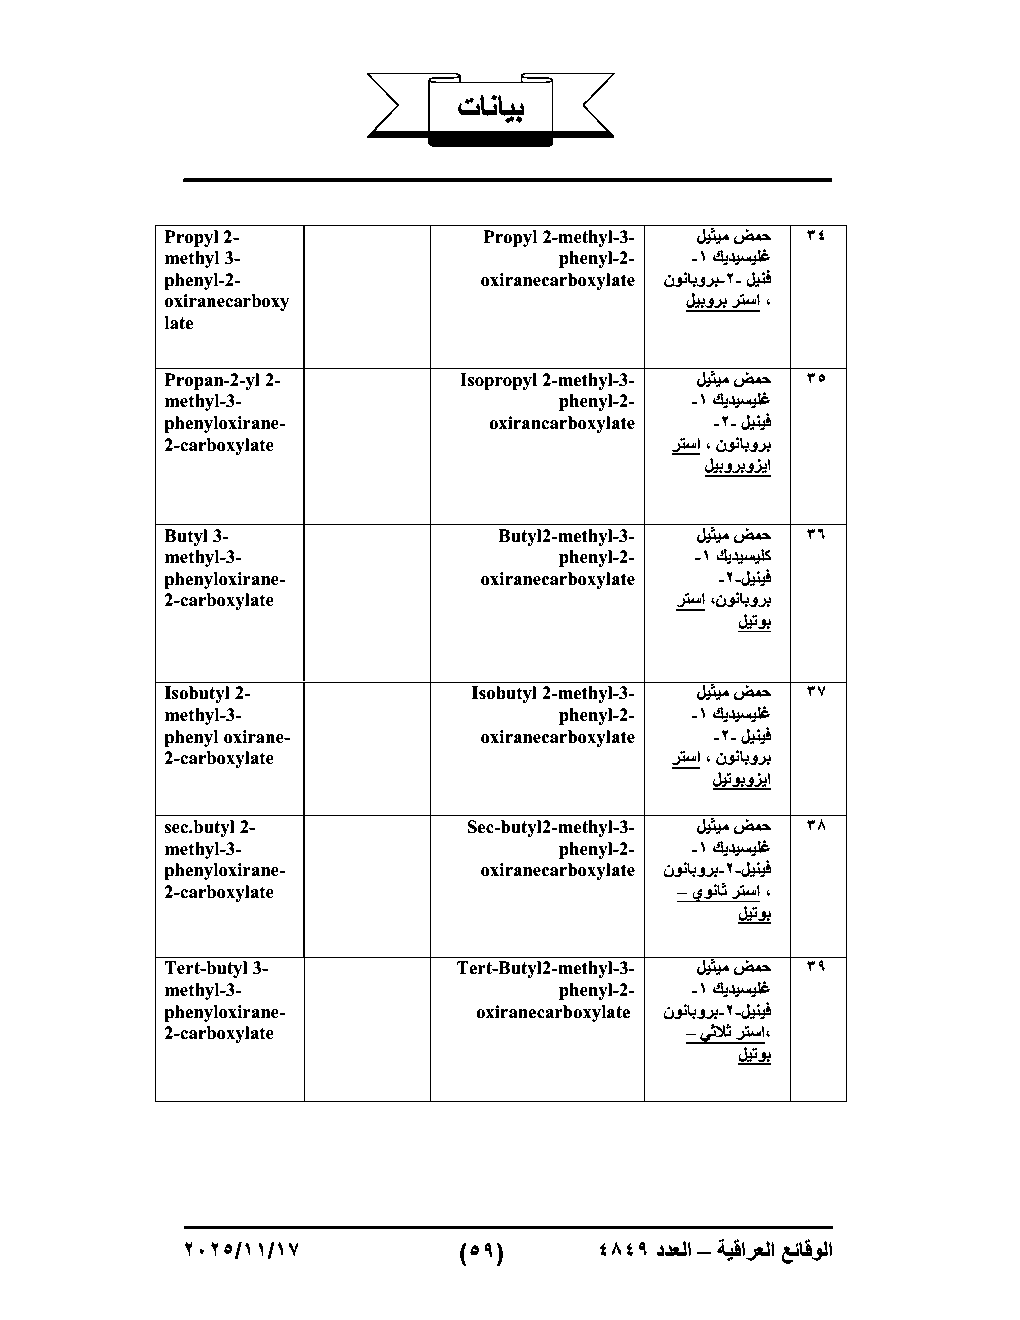 بيانات
٣٤
حمض ميثيل
غليسيديك ١-
فنيل -٢-بروبانون
، استر بروبيل
Propyl 2-methyl-3-
phenyl-2-
oxiranecarboxylate
Propyl 2-
methyl 3-
phenyl-2-
oxiranecarboxy
late
٣٥
حمض ميثيل
غليسيديك ١-
فينيل -٢-
بروبانون ، استر
ايزوبروبيل
Isopropyl 2-methyl-3-
phenyl-2-
oxirancarboxylate
Propan-2-yl 2-
methyl-3-
phenyloxirane-
2-carboxylate
٣٦
حمض ميثيل
كليسيديك ١-
فينيل-٢-
بروبانون، استر
بوتيل
Butyl2-methyl-3-
phenyl-2-
oxiranecarboxylate
Butyl 3-
methyl-3-
phenyloxirane-
2-carboxylate
٣٧
حمض ميثيل
غليسيديك ١-
فينيل -٢-
بروبانون ، استر
ايزوبوتيل
Isobutyl 2-methyl-3-
phenyl-2-
oxiranecarboxylate
Isobutyl 2-
methyl-3-
phenyl oxirane-
2-carboxylate
٣٨
حمض ميثيل
غليسيديك ١-
فينيل-٢-بروبانون
، استر ثانوي –
بوتيل
Sec-butyl2-methyl-3-
phenyl-2-
oxiranecarboxylate
sec.butyl 2-
methyl-3-
phenyloxirane-
2-carboxylate
٣٩
حمض ميثيل
غليسيديك ١-
فينيل-٢-بروبانون
،استر ثلاثي –
بوتيل
Tert-Butyl2-methyl-3-
phenyl-2-
oxiranecarboxylate
Tert-butyl 3-
methyl-3-
phenyloxirane-
2-carboxylate
الوقائع العراقية – العدد ٤٨٤٩ (٥٩) ٢٠٢٥/١١/١٧